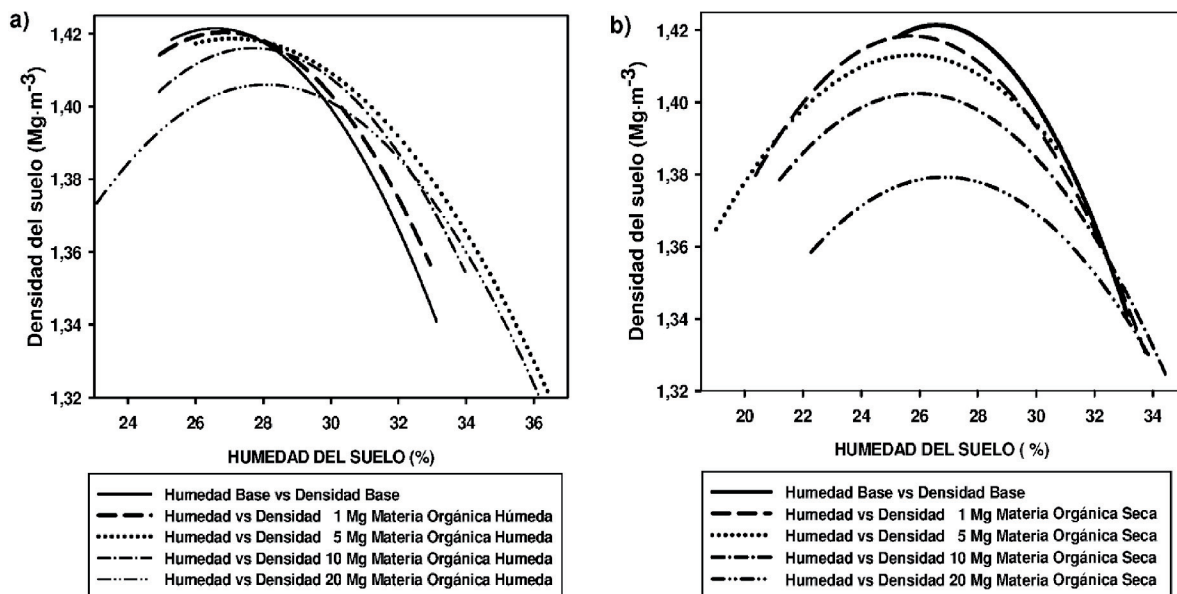 a)
Densidad del suelo (Mg·m⁻³)
1,42
1,40
1,38
1,36
1,34
1,32
24 26 28 30 32 34 36
HUMEDAD DEL SUELO (%)
Humedad Base vs Densidad Base
Humedad vs Densidad 1 Mg Materia Orgánica Húmeda
Humedad vs Densidad 5 Mg Materia Orgánica Humeda
Humedad vs Densidad 10 Mg Materia Orgánica Humeda
Humedad vs Densidad 20 Mg Materia Orgánica Humeda
b)
Densidad del suelo (Mg·m⁻³)
1,42
1,40
1,38
1,36
1,34
1,32
20 22 24 26 28 30 32 34
HUMEDAD DEL SUELO ( %)
Humedad Base vs Densidad Base
Humedad vs Densidad 1 Mg Materia Orgánica Seca
Humedad vs Densidad 5 Mg Materia Orgánica Seca
Humedad vs Densidad 10 Mg Materia Orgánica Seca
Humedad vs Densidad 20 Mg Materia Orgánica Seca